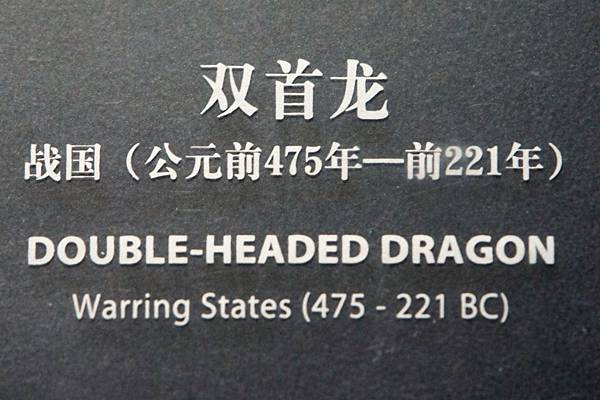 双首龙
战国（公元前475年—前221年）
DOUBLE-HEADED DRAGON
Warring States (475 - 221 BC)